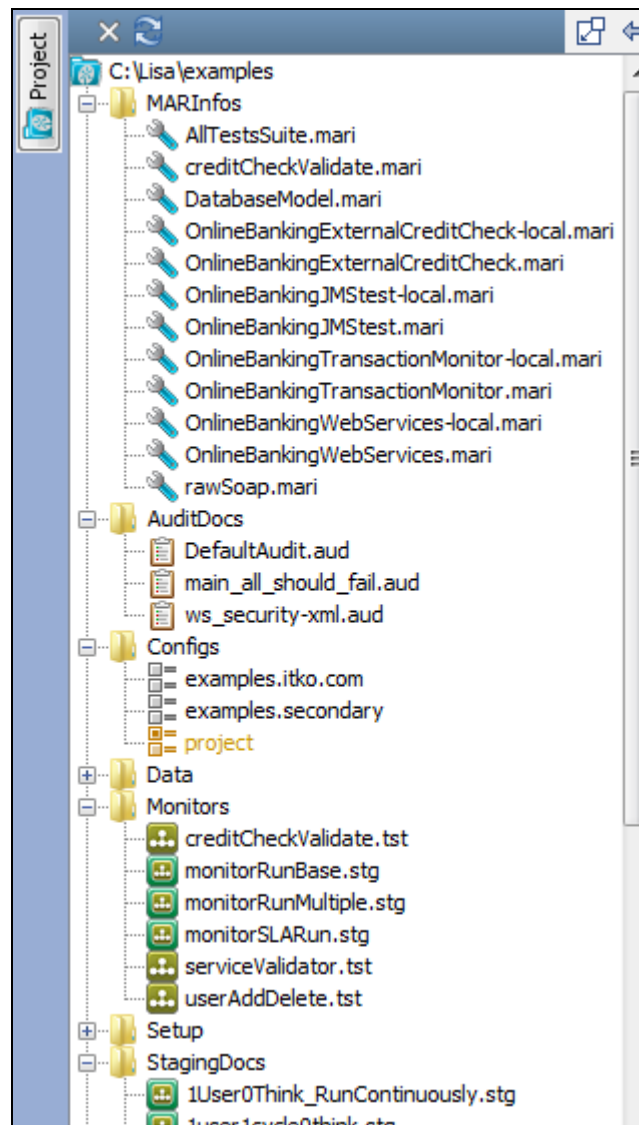 Project
C:\Lisa\examples
MARInfos
AllTestsSuite.mari
creditCheckValidate.mari
DatabaseModel.mari
OnlineBankingExternalCreditCheck-local.mari
OnlineBankingExternalCreditCheck.mari
OnlineBankingJMStest-local.mari
OnlineBankingJMStest.mari
OnlineBankingTransactionMonitor-local.mari
OnlineBankingTransactionMonitor.mari
OnlineBankingWebServices-local.mari
OnlineBankingWebServices.mari
rawSoap.mari
AuditDocs
DefaultAudit.aud
main_all_should_fail.aud
ws_security-xml.aud
Configs
examples.itko.com
examples.secondary
project
Data
Monitors
creditCheckValidate.tst
monitorRunBase.stg
monitorRunMultiple.stg
monitorSLARun.stg
serviceValidator.tst
userAddDelete.tst
Setup
StagingDocs
1User0Think_RunContinuously.stg
1user1cycle0think.stg